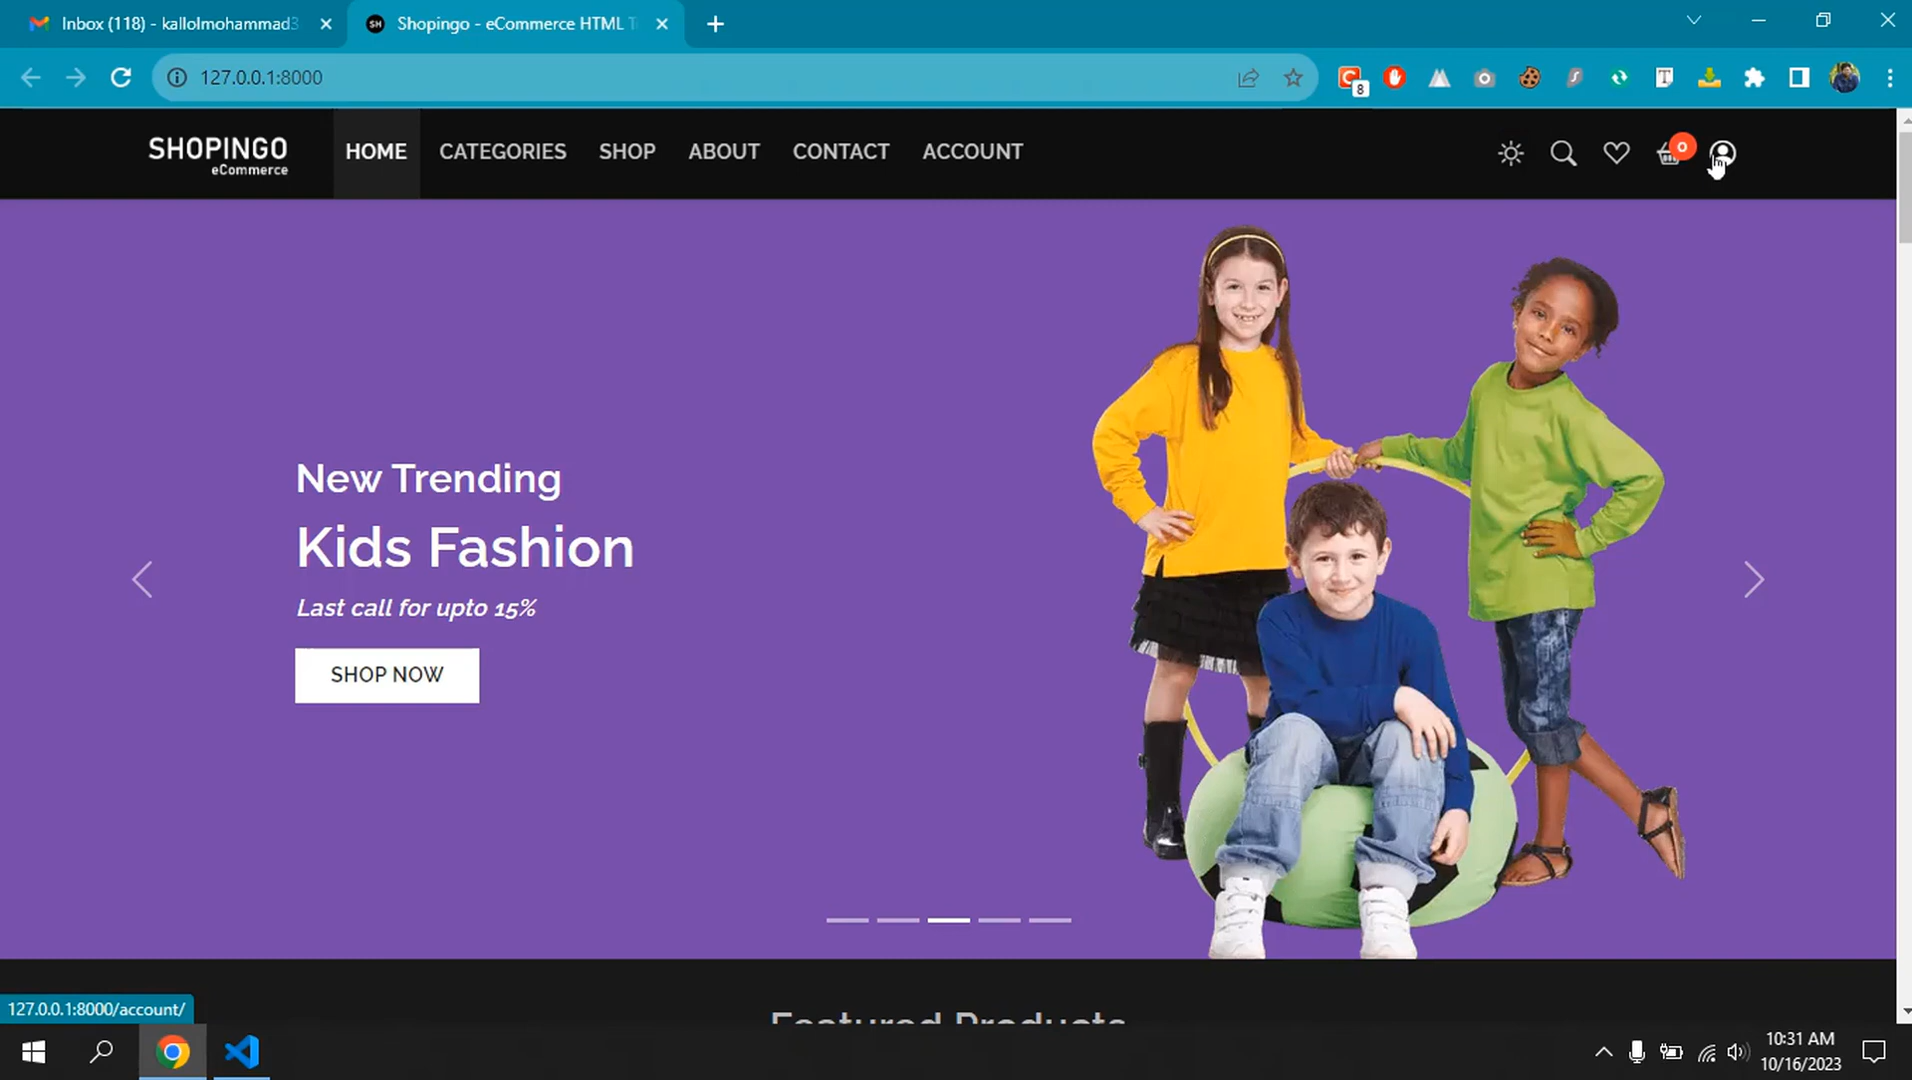 Inbox (118) - kallolmohammad3
Shopingo - eCommerce HTML T
127.0.0.1:8000
8
SHOPINGO
eCommerce
HOME
CATEGORIES
SHOP
ABOUT
CONTACT
ACCOUNT
0
New Trending
Kids Fashion
Last call for upto 15%
SHOP NOW
Featured Products
127.0.0.1:8000/account/
10:31 AM
10/16/2023